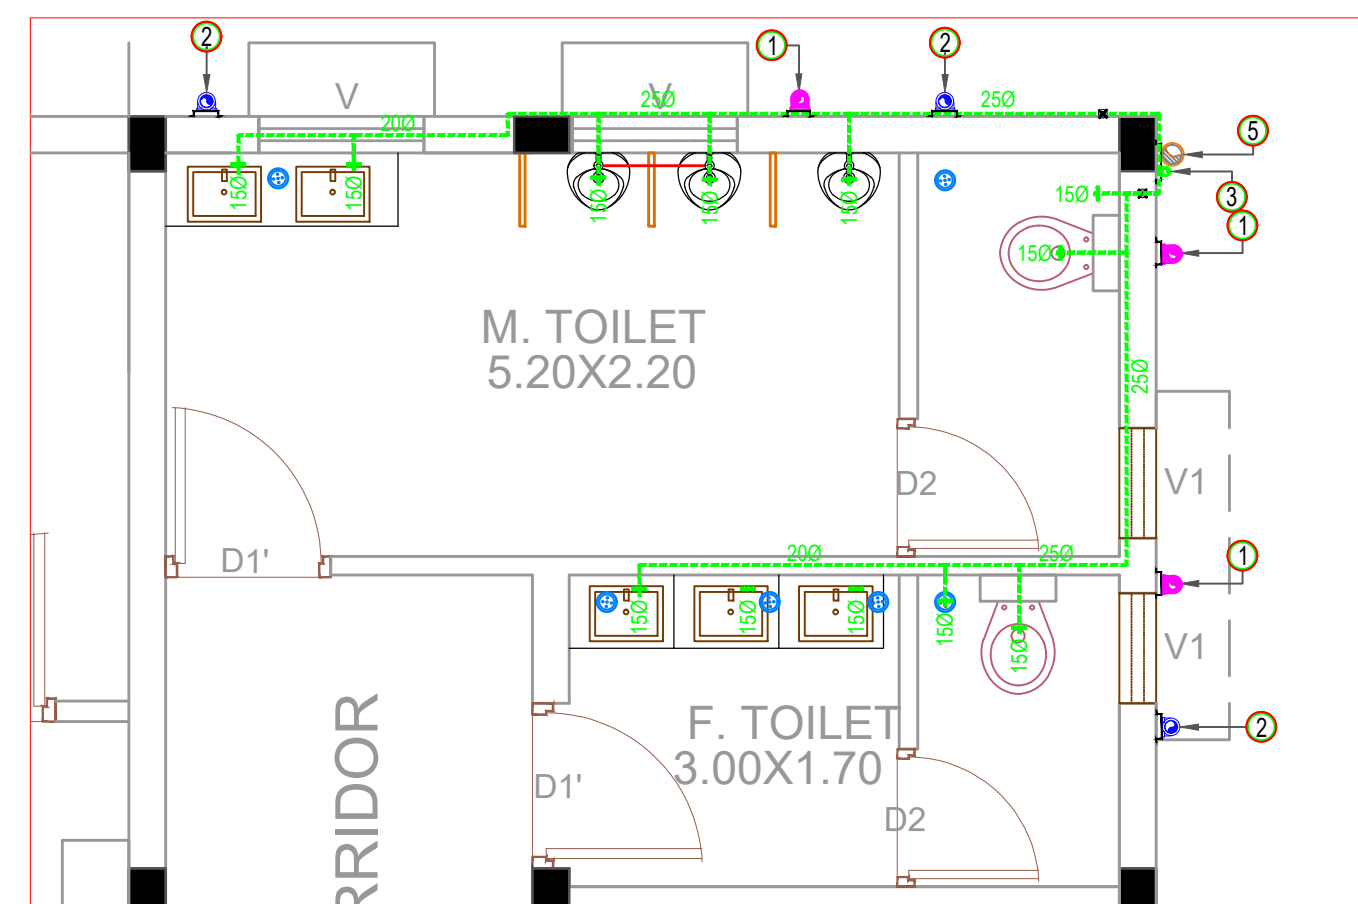 2
1
2
V
V
25Ø
25Ø
20Ø
5
15Ø
15Ø
15Ø
15Ø
15Ø
15Ø
3
1
15Ø
M. TOILET
5.20X2.20
25Ø
D2
V1
D1'
20Ø
25Ø
1
15Ø
15Ø
15Ø
15Ø
15Ø
V1
F. TOILET
3.00X1.70
2
D1'
D2
RRIDOR